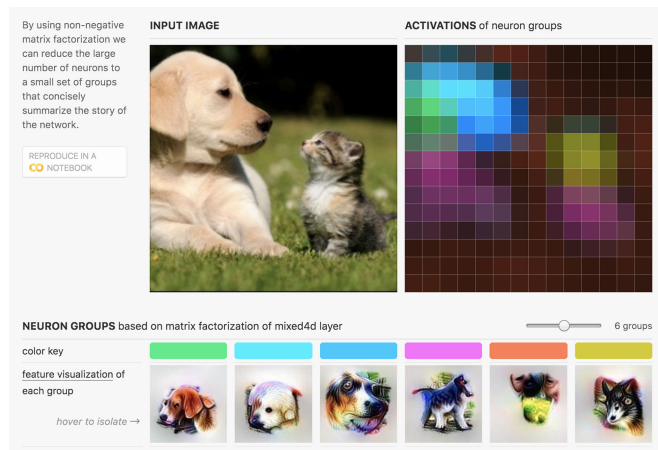 By using non-negative
matrix factorization we
can reduce the large
number of neurons to
a small set of groups
that concisely
summarize the story of
the network.
REPRODUCE IN A
CO NOTEBOOK
INPUT IMAGE
ACTIVATIONS of neuron groups
NEURON GROUPS based on matrix factorization of mixed4d layer
6 groups
color key
feature visualization of
each group
hover to isolate →